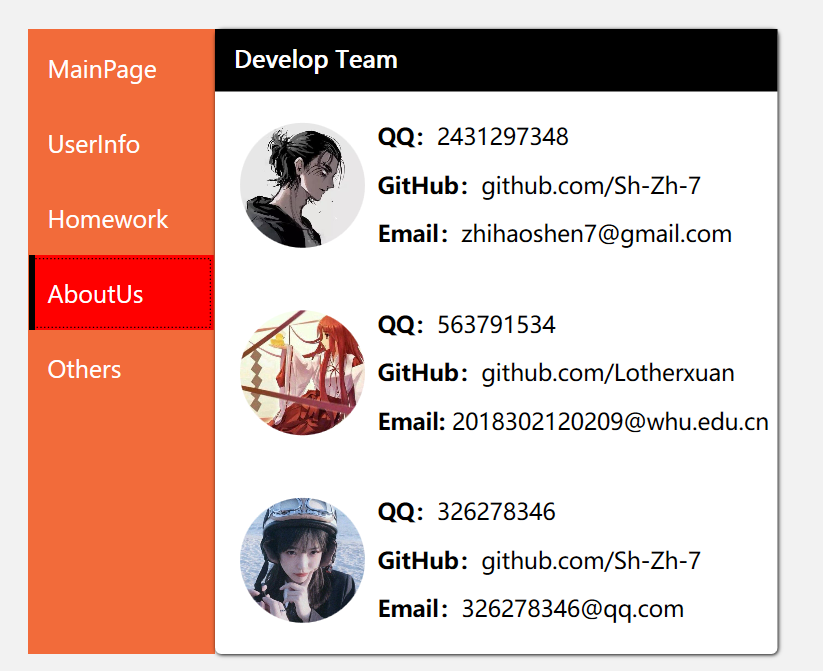 MainPage
UserInfo
Homework
AboutUs
Others
Develop Team
QQ：2431297348
GitHub：github.com/Sh-Zh-7
Email：zhihaoshen7@gmail.com
QQ：563791534
GitHub：github.com/Lotherxuan
Email: 2018302120209@whu.edu.cn
QQ：326278346
GitHub：github.com/Sh-Zh-7
Email：326278346@qq.com